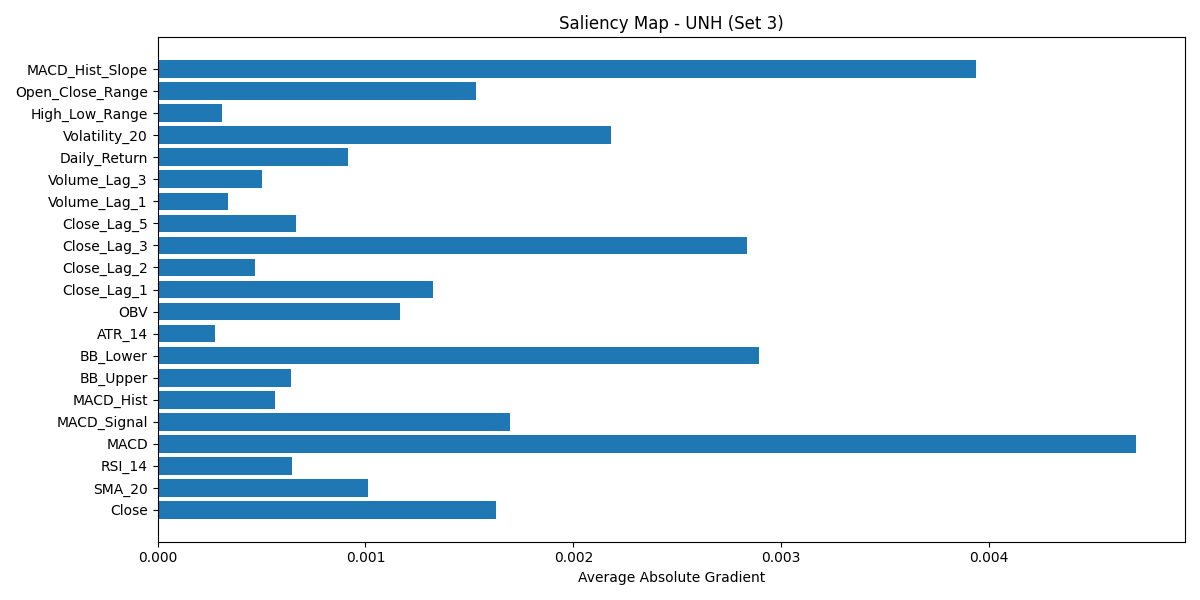 Saliency Map - UNH (Set 3)
MACD_Hist_Slope
Open_Close_Range
High_Low_Range
Volatility_20
Daily_Return
Volume_Lag_3
Volume_Lag_1
Close_Lag_5
Close_Lag_3
Close_Lag_2
Close_Lag_1
OBV
ATR_14
BB_Lower
BB_Upper
MACD_Hist
MACD_Signal
MACD
RSI_14
SMA_20
Close
0.000 0.001 0.002 0.003 0.004
Average Absolute Gradient